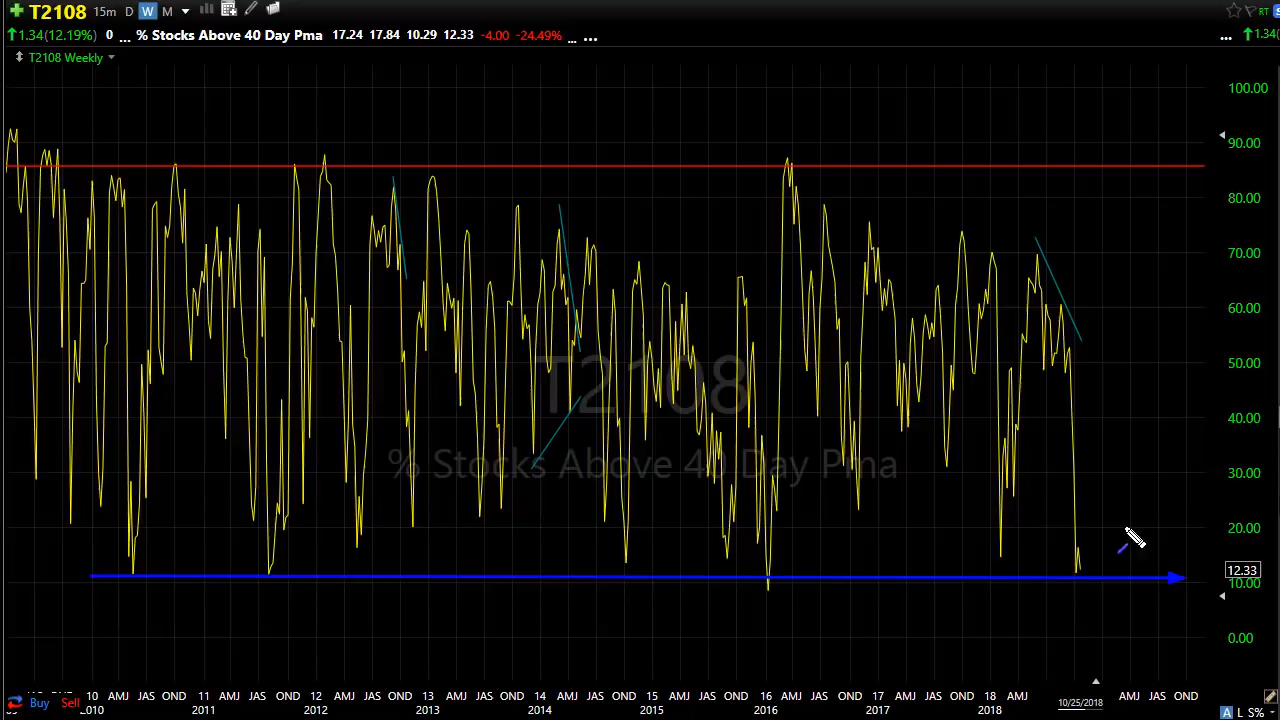 T2108 15m D W M RT
1.34(12.19%) 0 ... % Stocks Above 40 Day Pma 17.24 17.84 10.29 12.33 -4.00 -24.49% ... ... ... 1.34(
T2108 Weekly
100.00
90.00
80.00
70.00
60.00
50.00
40.00
30.00
20.00
12.33
10.00
0.00
T2108
% Stocks Above 40 Day Pma
10 AMJ JAS OND 11 AMJ JAS OND 12 AMJ JAS OND 13 AMJ JAS OND 14 AMJ JAS OND 15 AMJ JAS OND 16 AMJ JAS OND 17 AMJ JAS OND 18 AMJ AMJ JAS OND
Buy Sell 10/25/2018
2010 2011 2012 2013 2014 2015 2016 2017 2018
A L S%